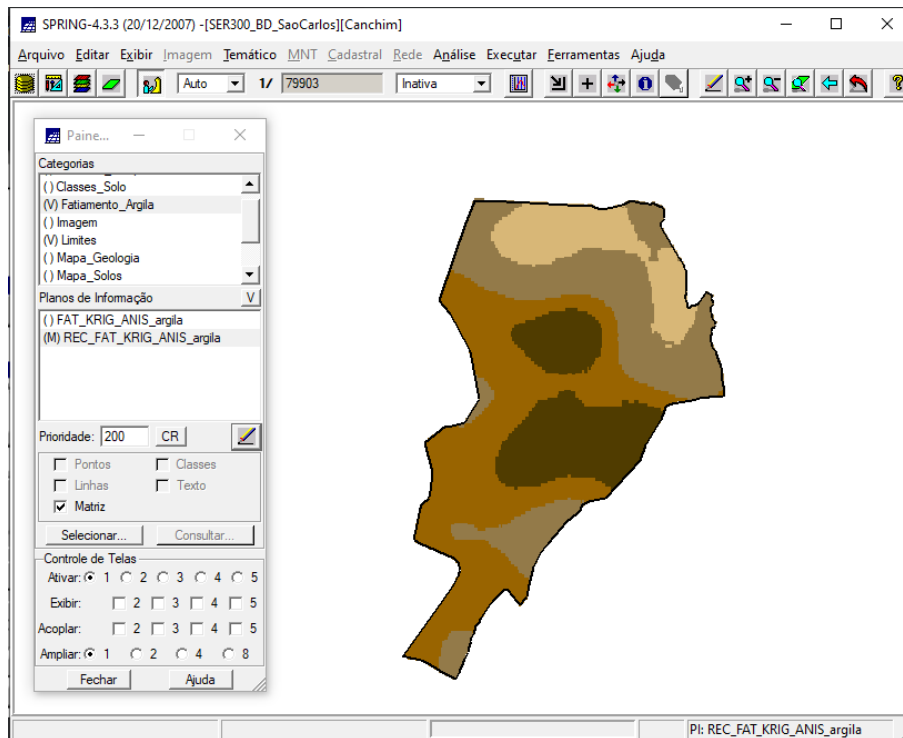 SPRING-4.3.3 (20/12/2007) -[SER300_BD_SaoCarlos][Canchim]
Arquivo Editar Exibir Imagem Temático MNT Cadastral Rede Análise Executar Ferramentas Ajuda
Auto 1/ 79903 Inativa
Paine...
Categorias
( ) Classes_Solo
(V) Fatiamento_Argila
( ) Imagem
(V) Limites
( ) Mapa_Geologia
( ) Mapa_Solos
Planos de Informação V
( ) FAT_KRIG_ANIS_argila
(M) REC_FAT_KRIG_ANIS_argila
Prioridade: 200 CR
Pontos Classes
Linhas Texto
Matriz
Selecionar... Consultar...
Controle de Telas
Ativar: 1 2 3 4 5
Exibir: 2 3 4 5
Acoplar: 2 3 4 5
Ampliar: 1 2 4 8
Fechar Ajuda
PI: REC_FAT_KRIG_ANIS_argila